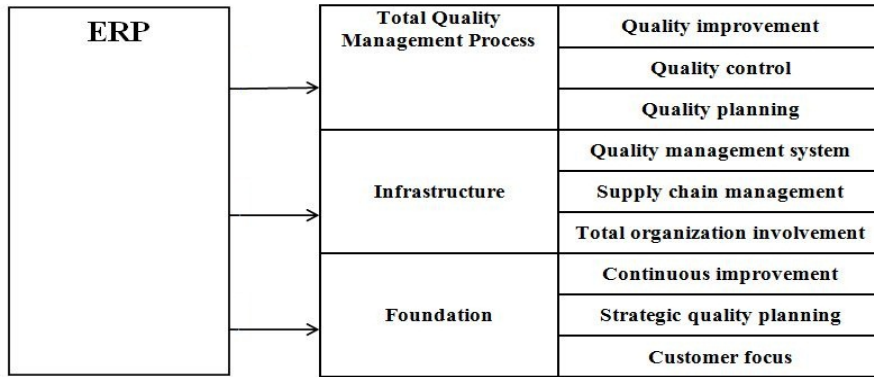 ERP
Total Quality
Management Process
Quality improvement
Quality control
Quality planning
Infrastructure
Quality management system
Supply chain management
Total organization involvement
Foundation
Continuous improvement
Strategic quality planning
Customer focus